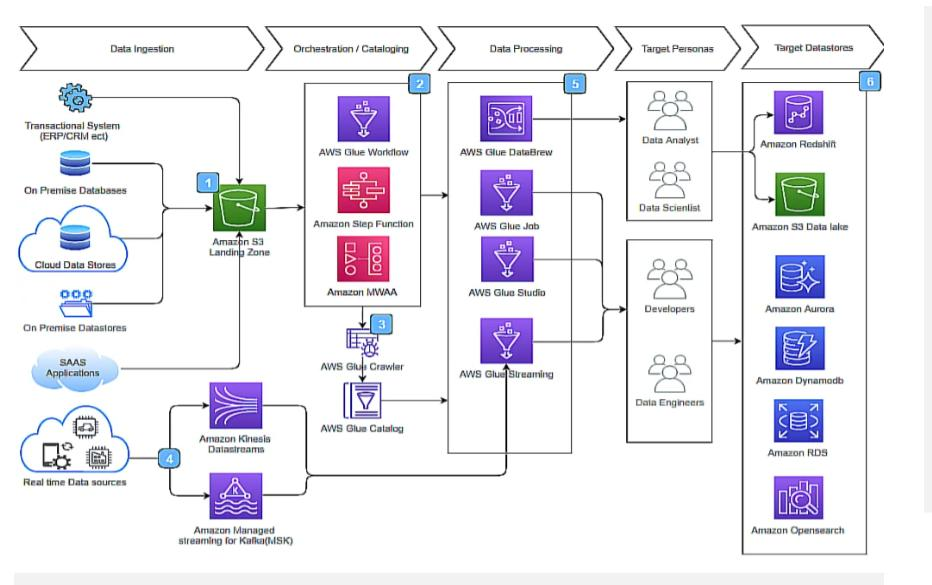 Data Ingestion
Orchestration / Cataloging
Data Processing
Target Personas
Target Datastores
Transactional System
(ERP/CRM ect)
On Premise Databases
Cloud Data Stores
On Premise Datastores
SAAS
Applications
Real time Data sources
1
Amazon S3
Landing Zone
4
Amazon Kinesis
Datastreams
Amazon Managed
streaming for Kafka(MSK)
2
AWS Glue Workflow
Amazon Step Function
Amazon MWAA
3
AWS Glue Crawler
AWS Glue Catalog
5
AWS Glue DataBrew
AWS Glue Job
AWS Glue Studio
AWS Glue Streaming
Data Analyst
Data Scientist
Developers
Data Engineers
6
Amazon Redshift
Amazon S3 Data lake
Amazon Aurora
Amazon Dynamodb
Amazon RDS
Amazon Opensearch